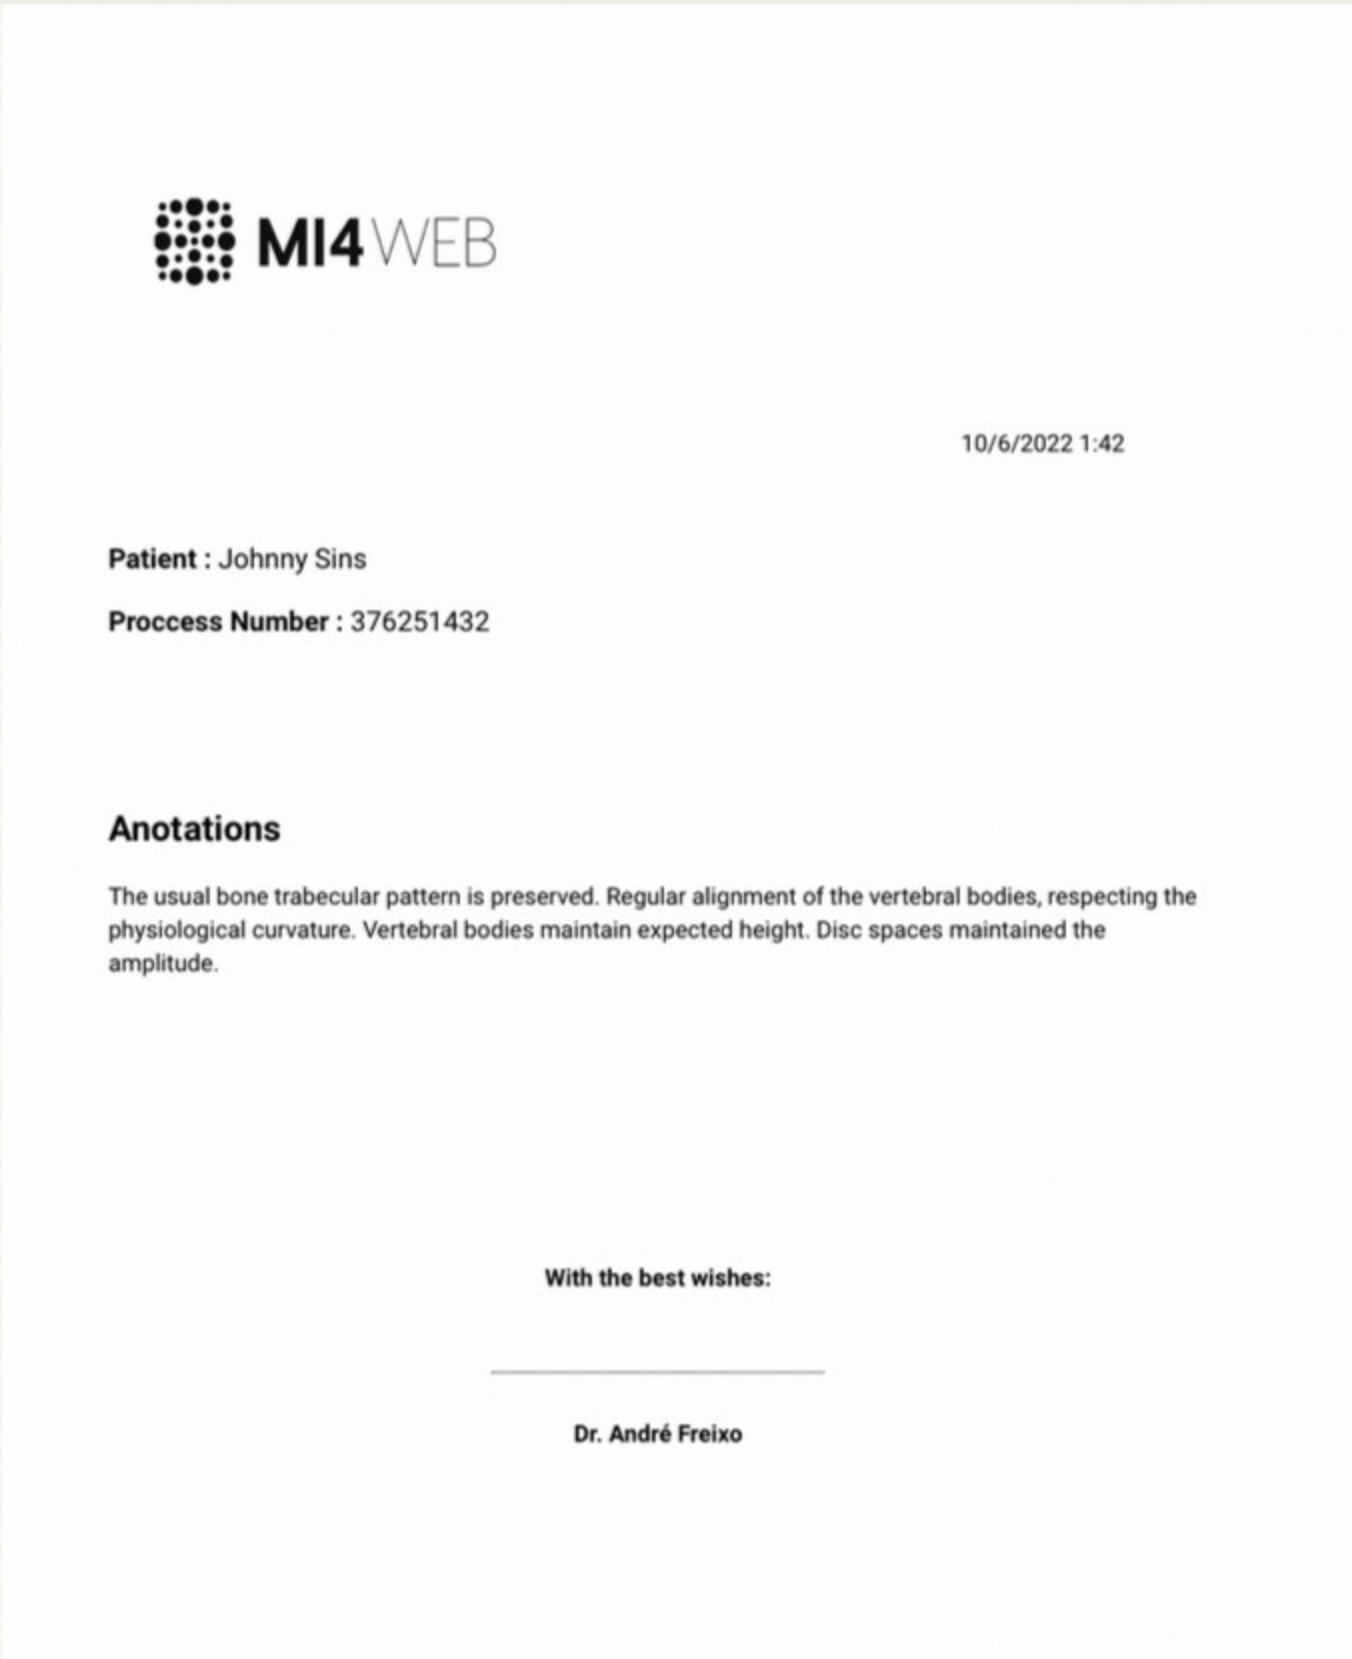 MI4WEB
10/6/2022 1:42
Patient : Johnny Sins
Proccess Number : 376251432
Anotations
The usual bone trabecular pattern is preserved. Regular alignment of the vertebral bodies, respecting the
physiological curvature. Vertebral bodies maintain expected height. Disc spaces maintained the
amplitude.
With the best wishes:
Dr. André Freixo